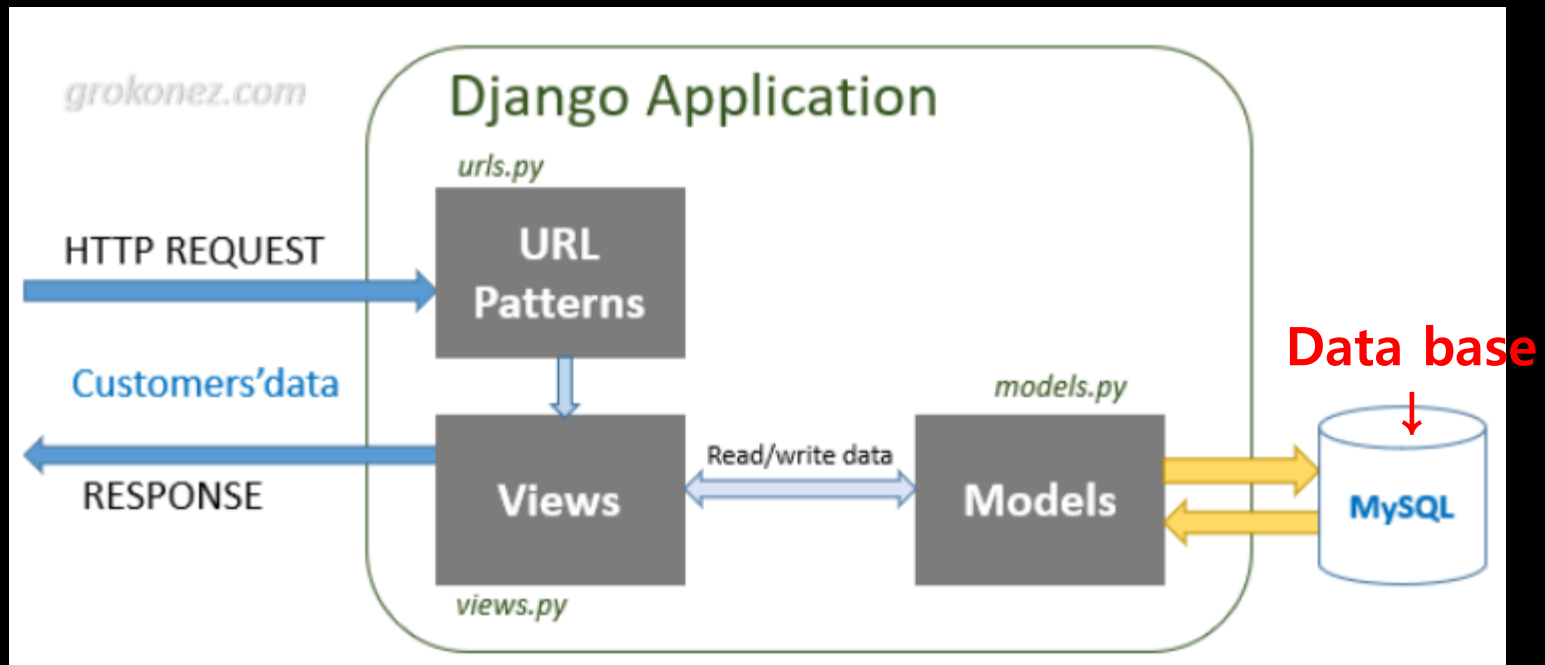 grokonez.com
Django Application
urls.py
URL
Patterns
HTTP REQUEST
Customers'data
RESPONSE
Views
views.py
Read/write data
models.py
Models
Data base
↓
MySQL